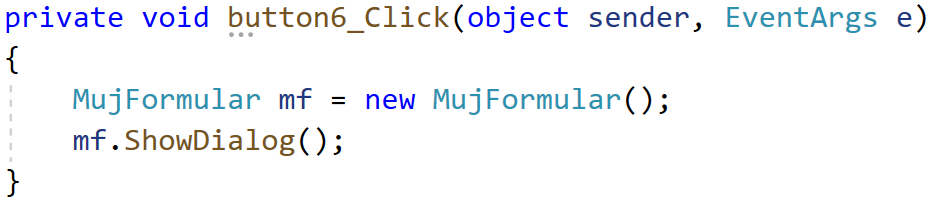 private void button6_Click(object sender, EventArgs e)
{
    MujFormular mf = new MujFormular();
    mf.ShowDialog();
}